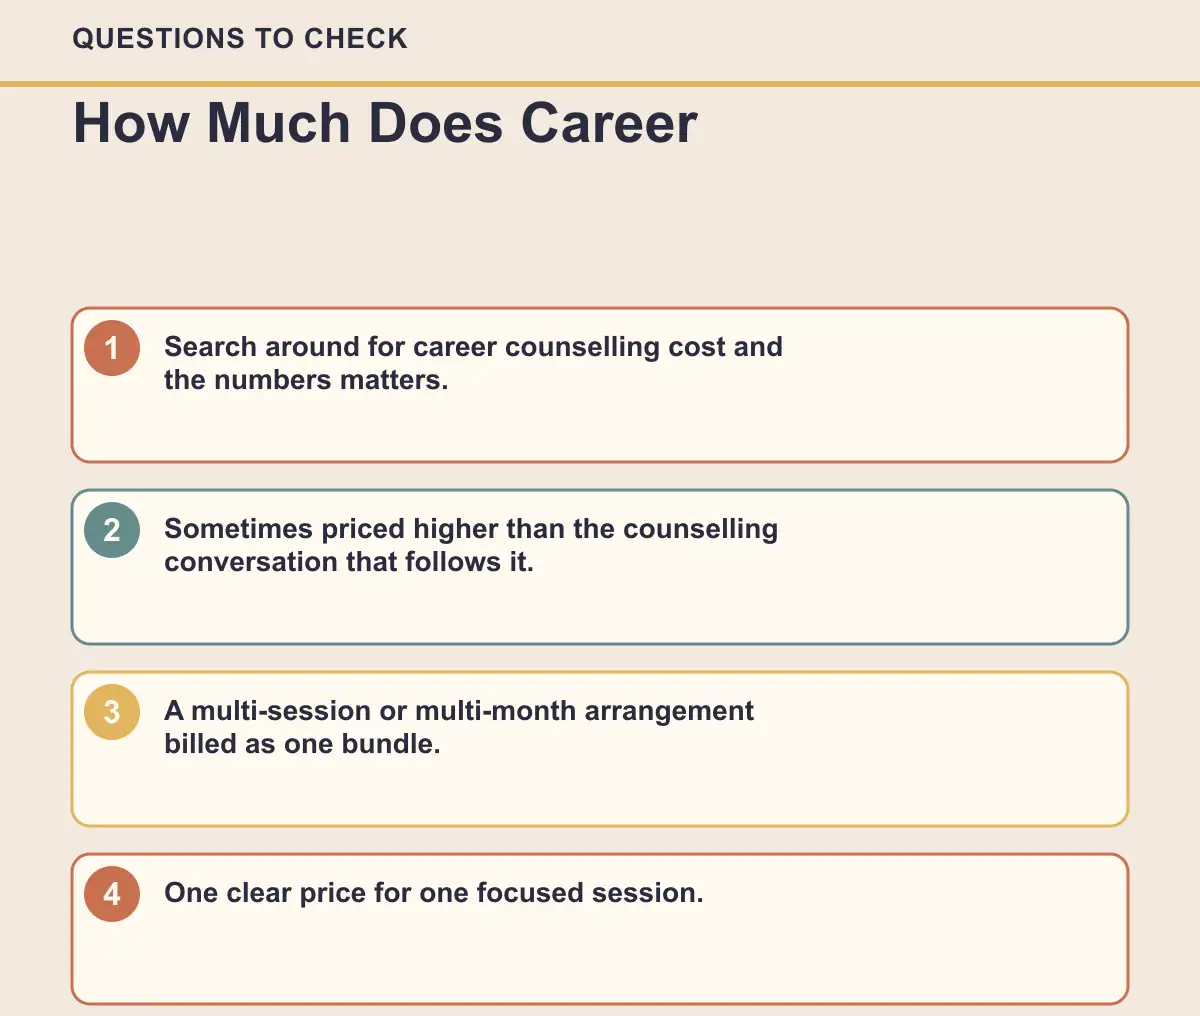 QUESTIONS TO CHECK
How Much Does Career
1
Search around for career counselling cost and
the numbers matters.
2
Sometimes priced higher than the counselling
conversation that follows it.
3
A multi-session or multi-month arrangement
billed as one bundle.
4
One clear price for one focused session.